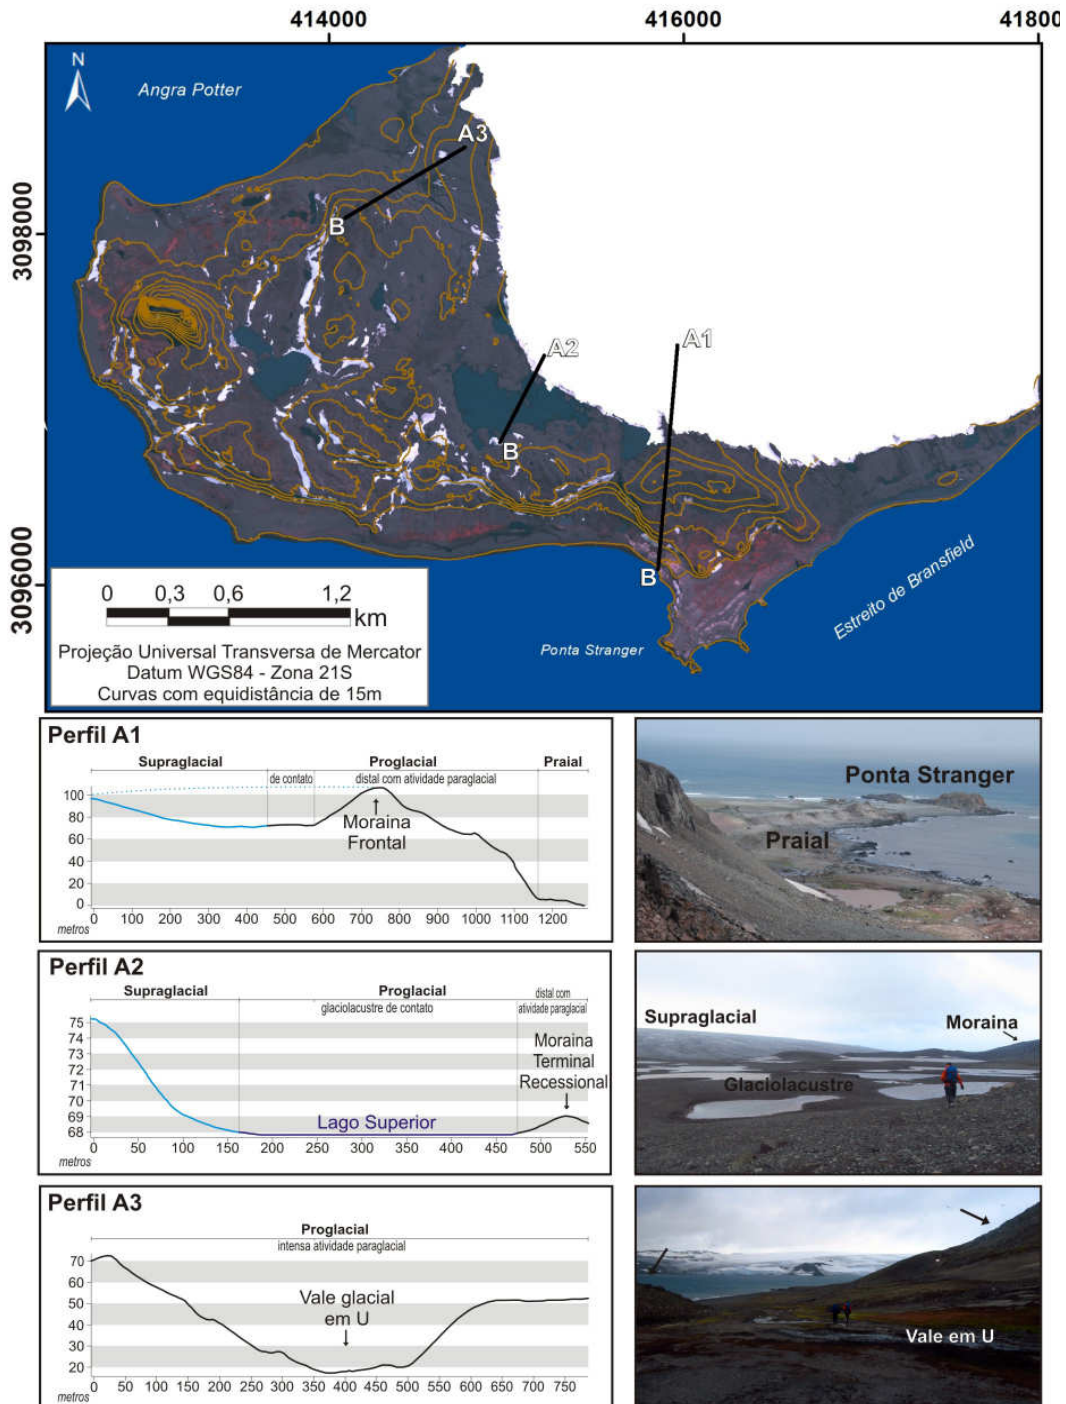 414000 416000 41800
N
Angra Potter
3098000
3096000
A3
B
A2
B
A1
B
Estreito de Bransfield
Ponta Stranger
0 0,3 0,6 1,2
km
Projeção Universal Transversa de Mercator
Datum WGS84 - Zona 21S
Curvas com equidistância de 15m
Perfil A1
Supraglacial Proglacial Praial
de contato distal com atividade paraglacial
100
80
60
40
20
0
Moraina
Frontal
0 100 200 300 400 500 600 700 800 900 1000 1100 1200
metros
Ponta Stranger
Praial
Perfil A2
Supraglacial Proglacial distal com
glaciolacustre de contato atividade paraglacial
75
74
73
72
71
70
69
68
Moraina
Terminal
Recessional
Lago Superior
0 50 100 150 200 250 300 350 400 450 500 550
metros
Supraglacial
Moraina
Glaciolacustre
Perfil A3
Proglacial
intensa atividade paraglacial
70
60
50
40
30
20
Vale glacial
em U
0 50 100 150 200 250 300 350 400 450 500 550 600 650 700 750
metros
Vale em U